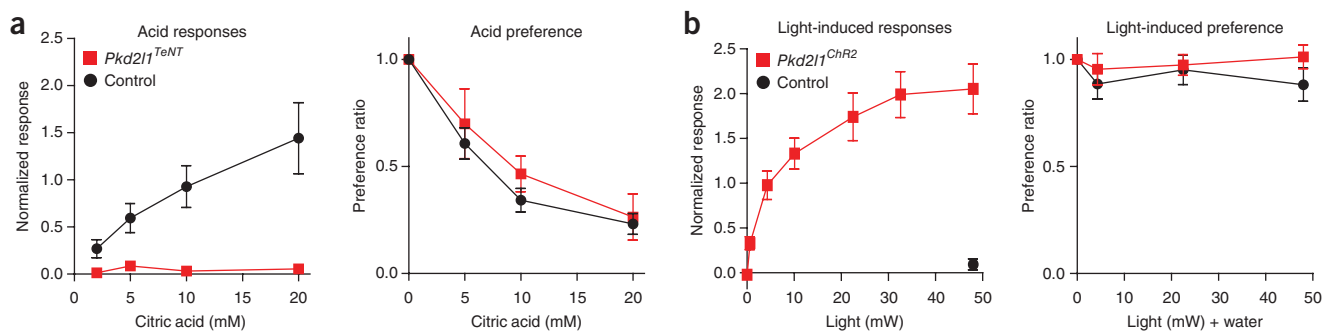 a
Acid responses
Normalized response
2.5
2.0
1.5
1.0
0.5
0.0
Pkd2l1TeNT
Control
0
5
10
15
20
Citric acid (mM)
Acid preference
Preference ratio
1.0
0.5
0.0
0
5
10
15
20
Citric acid (mM)
b
Light-induced responses
Normalized response
2.5
2.0
1.5
1.0
0.5
0.0
Pkd2l1ChR2
Control
0
10
20
30
40
50
Light (mW)
Light-induced preference
Preference ratio
1.0
0.5
0.0
0
10
20
30
40
50
Light (mW) + water